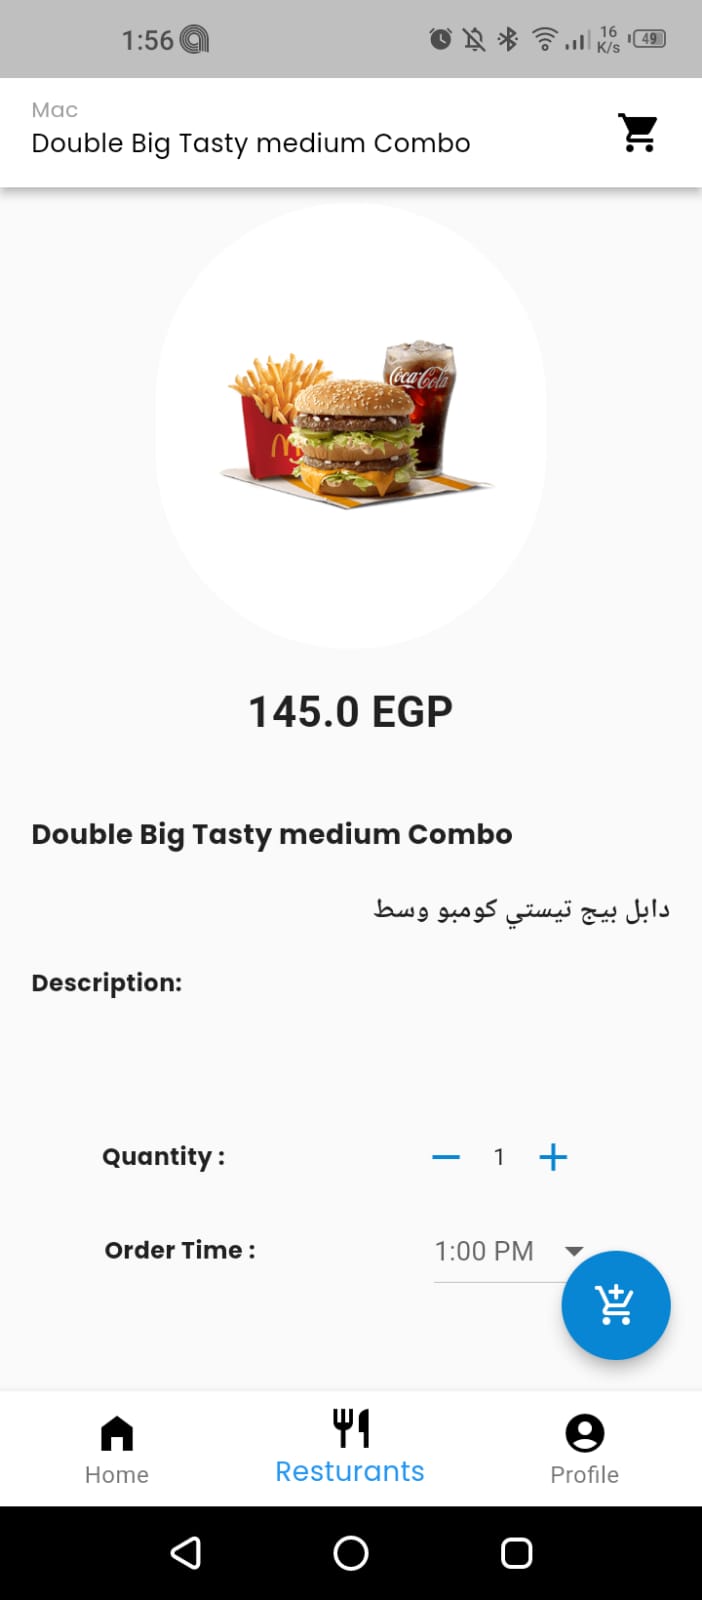 1:56
16
K/s
49
Mac
Double Big Tasty medium Combo
Coca-Cola
145.0 EGP
Double Big Tasty medium Combo
دابل بيج تيستي كومبو وسط
Description:
Quantity :
1
Order Time :
1:00 PM
Home
Resturants
Profile